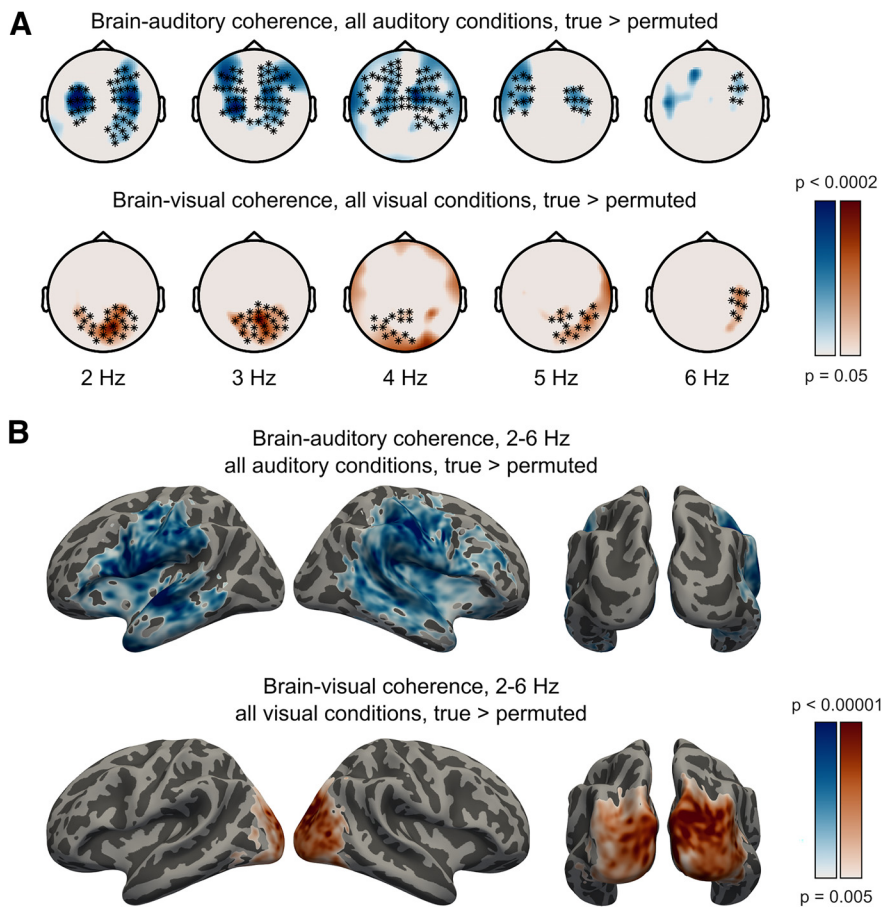 A
Brain-auditory coherence, all auditory conditions, true > permuted
Brain-visual coherence, all visual conditions, true > permuted
p < 0.0002
p = 0.05
2 Hz
3 Hz
4 Hz
5 Hz
6 Hz
B
Brain-auditory coherence, 2-6 Hz
all auditory conditions, true > permuted
Brain-visual coherence, 2-6 Hz
all visual conditions, true > permuted
p < 0.00001
p = 0.005